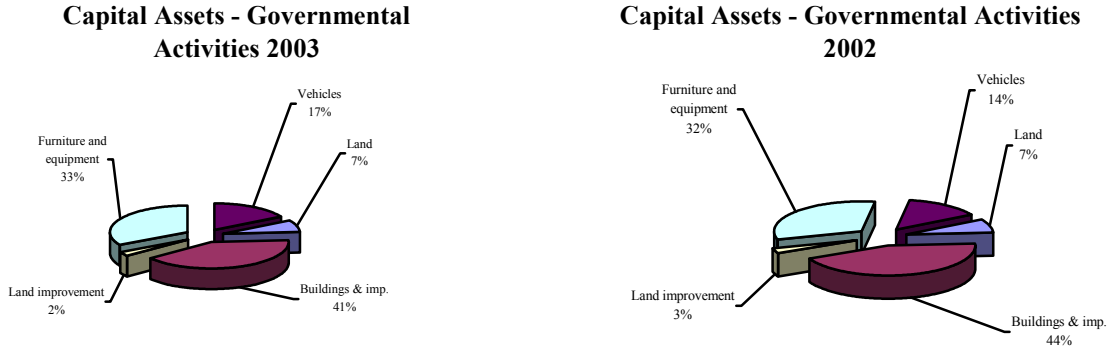 Capital Assets - Governmental
Activities 2003
Vehicles
17%
Furniture and
equipment
33%
Land
7%
Land improvement
2%
Buildings & imp.
41%
Capital Assets - Governmental Activities
2002
Furniture and
equipment
32%
Vehicles
14%
Land
7%
Land improvement
3%
Buildings & imp.
44%